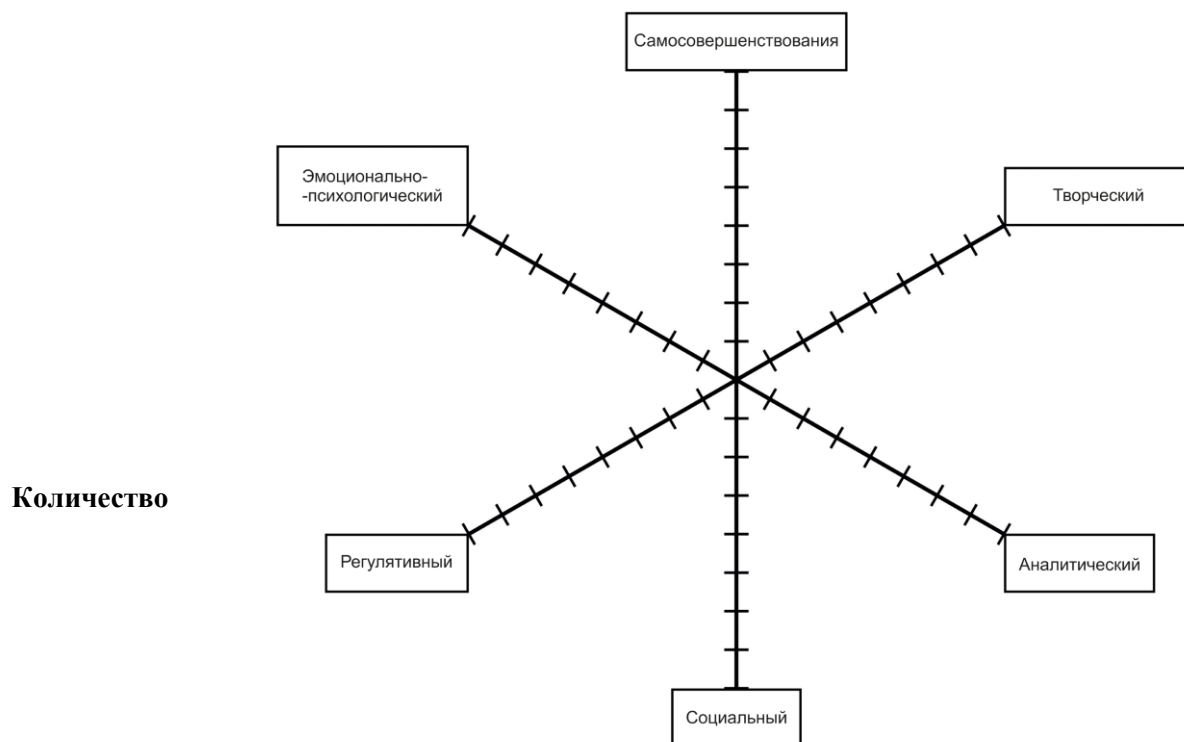 Самосовершенствования
Эмоционально-
-психологический
Творческий
Количество
Регулятивный
Аналитический
Социальный